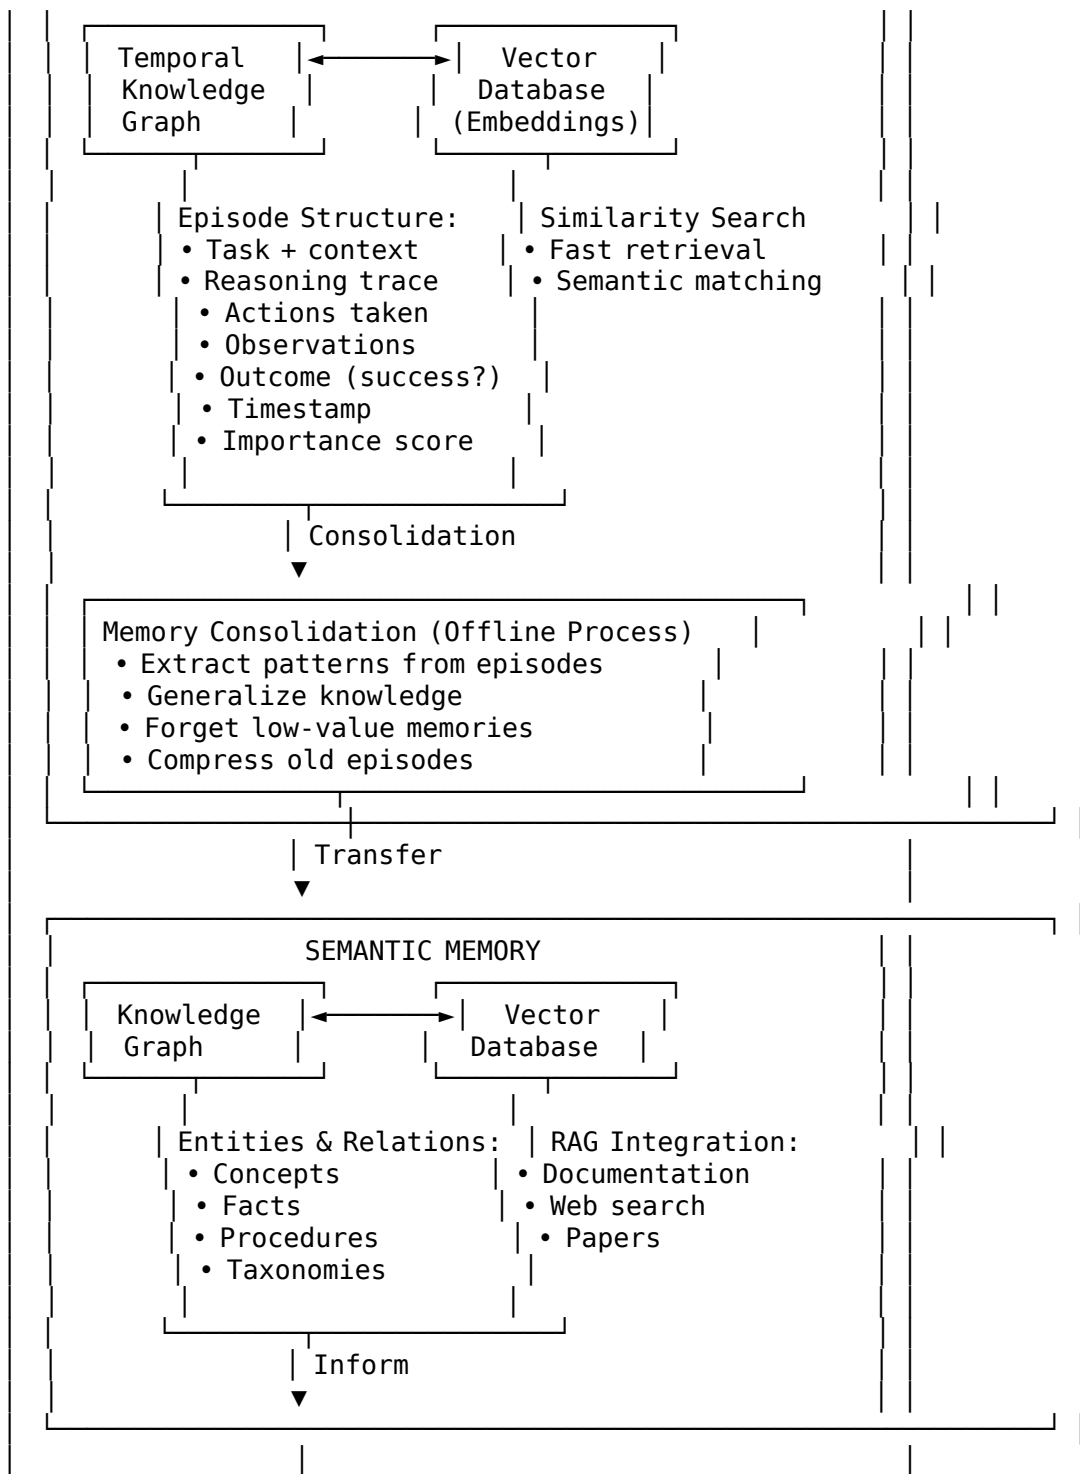 Temporal Vector
Knowledge Database
Graph (Embeddings)
Episode Structure: Similarity Search
• Task + context • Fast retrieval
• Reasoning trace • Semantic matching
• Actions taken
• Observations
• Outcome (success?)
• Timestamp
• Importance score
Consolidation
Memory Consolidation (Offline Process)
• Extract patterns from episodes
• Generalize knowledge
• Forget low-value memories
• Compress old episodes
Transfer
SEMANTIC MEMORY
Knowledge Vector
Graph Database
Entities & Relations: RAG Integration:
• Concepts • Documentation
• Facts • Web search
• Procedures • Papers
• Taxonomies
Inform